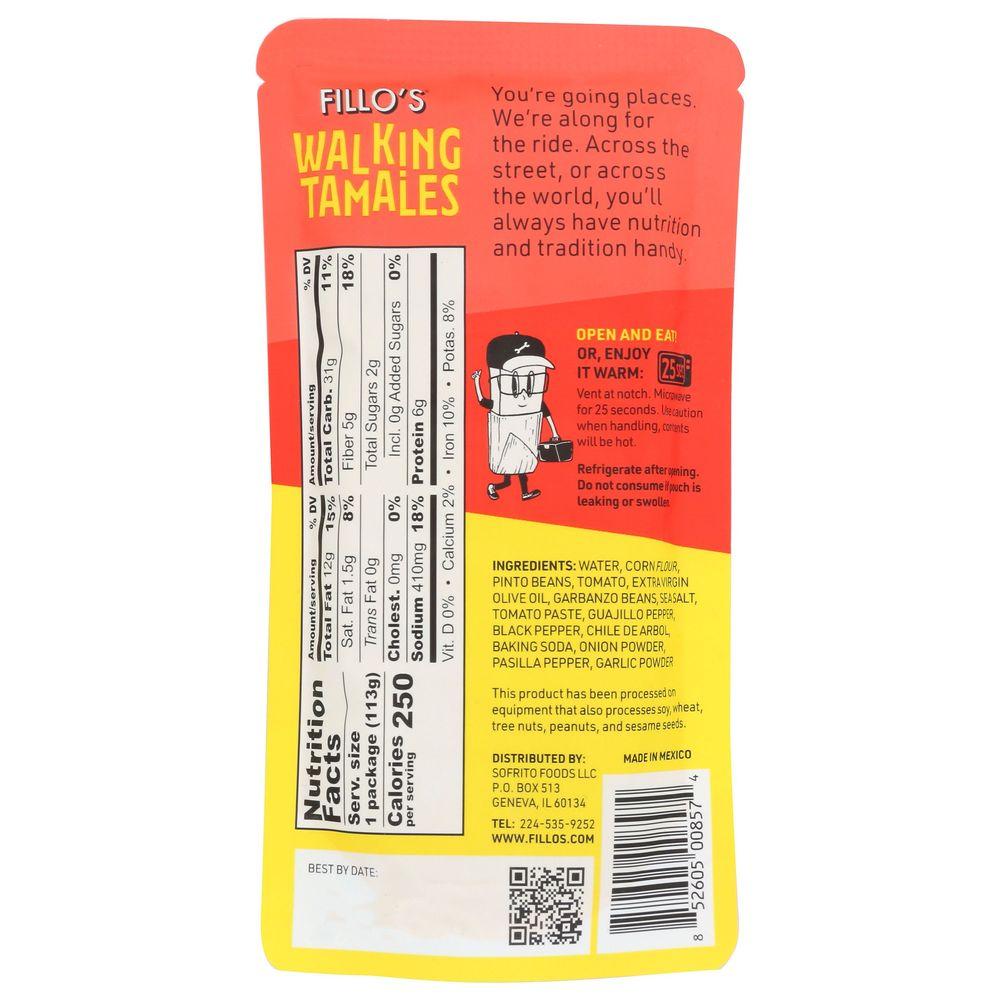 FILLO'S
WALKING
TAMALES
You're going places.
We're along for
the ride. Across the
street, or across
the world, you'll
always have nutrition
and tradition handy.
Nutrition
Facts
Serv. size
1 package (113g)
Calories 250
per serving
Amount/serving % DV
Total Fat 12g 15%
Sat. Fat 1.5g 8%
Trans Fat 0g
Cholest. 0mg 0%
Sodium 410mg 18%
Amount/serving % DV
Total Carb. 31g 11%
Fiber 5g 18%
Total Sugars 2g
Incl. 0g Added Sugars 0%
Protein 6g
Vit. D 0% • Calcium 2% • Iron 10% • Potas. 8%
OPEN AND EAT!
OR, ENJOY
IT WARM:
25 SEC
Vent at notch. Microwave
for 25 seconds. Use caution
when handling, contents
will be hot.
Refrigerate after opening.
Do not consume if pouch is
leaking or swollen.
INGREDIENTS: WATER, CORN FLOUR,
PINTO BEANS, TOMATO, EXTRA VIRGIN
OLIVE OIL, GARBANZO BEANS, SEA SALT,
TOMATO PASTE, GUAJILLO PEPPER,
BLACK PEPPER, CHILE DE ARBOL,
BAKING SODA, ONION POWDER,
PASILLA PEPPER, GARLIC POWDER
This product has been processed on
equipment that also processes soy, wheat,
tree nuts, peanuts, and sesame seeds.
DISTRIBUTED BY:
SOFRITO FOODS LLC
P.O. BOX 513
GENEVA, IL 60134
TEL: 224-535-9252
WWW.FILLOS.COM
MADE IN MEXICO
8 52605 00857 4
BEST BY DATE: